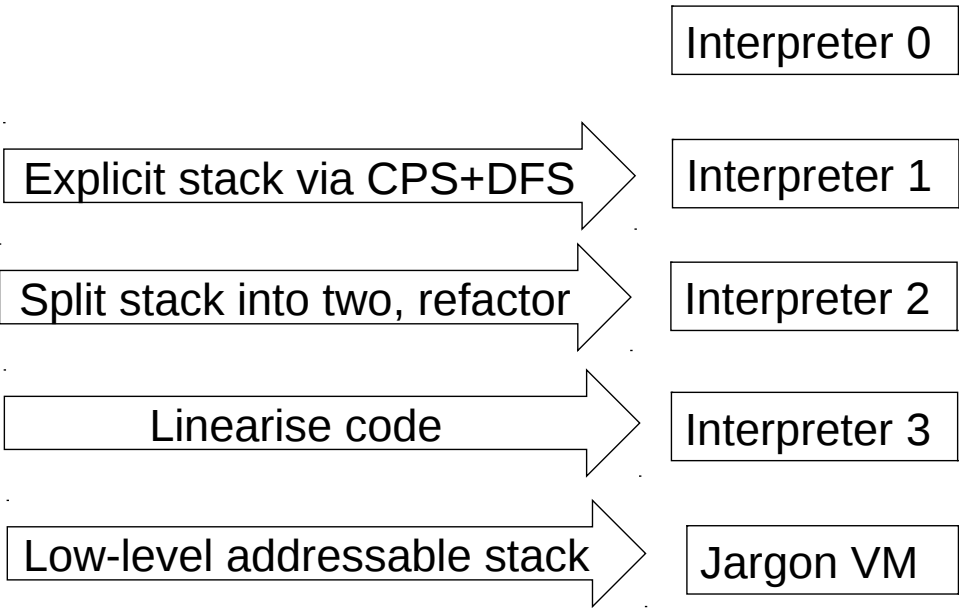 Interpreter 0
Explicit stack via CPS+DFS
Interpreter 1
Split stack into two, refactor
Interpreter 2
Linearise code
Interpreter 3
Low-level addressable stack
Jargon VM